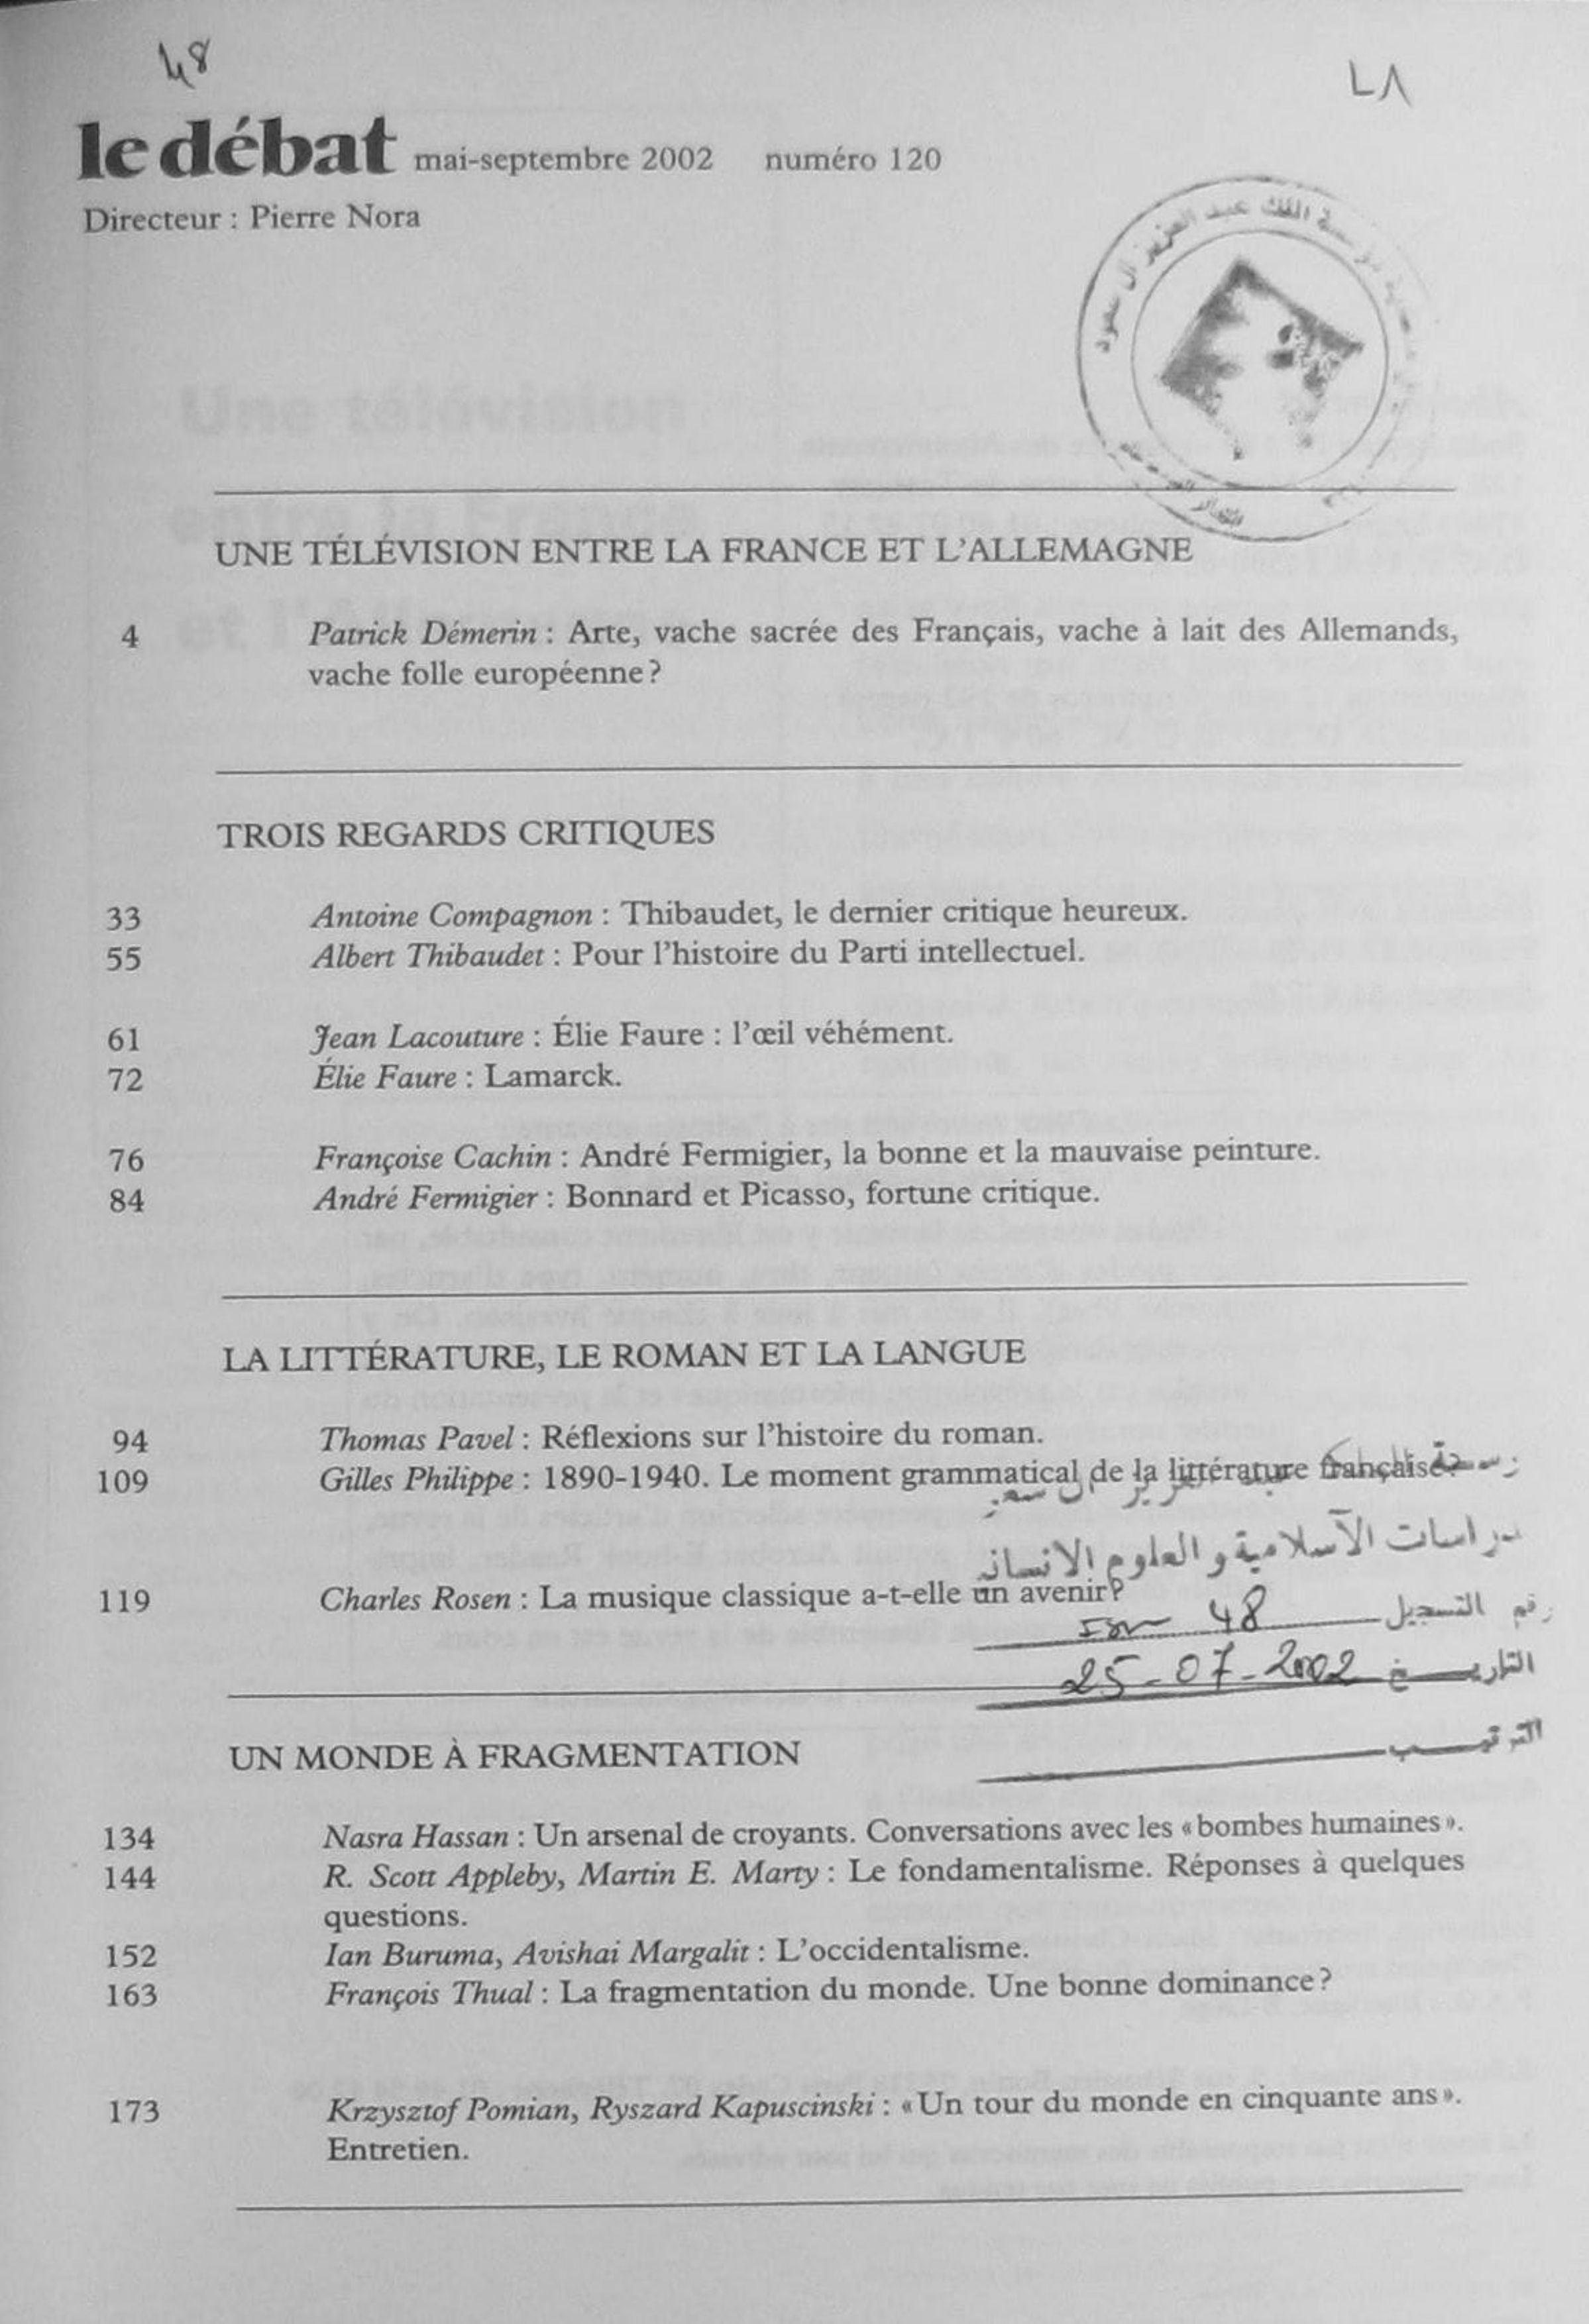 48
LA
le débat mai-septembre 2002 numéro 120
Directeur : Pierre Nora
UNE TÉLÉVISION ENTRE LA FRANCE ET L'ALLEMAGNE
4 Patrick Démerin : Arte, vache sacrée des Français, vache à lait des Allemands,
vache folle européenne ?
TROIS REGARDS CRITIQUES
33 Antoine Compagnon : Thibaudet, le dernier critique heureux.
55 Albert Thibaudet : Pour l'histoire du Parti intellectuel.
61 Jean Lacouture : Élie Faure : l'œil véhément.
72 Élie Faure : Lamarck.
76 Françoise Cachin : André Fermigier, la bonne et la mauvaise peinture.
84 André Fermigier : Bonnard et Picasso, fortune critique.
LA LITTÉRATURE, LE ROMAN ET LA LANGUE
94 Thomas Pavel : Réflexions sur l'histoire du roman.
109 Gilles Philippe : 1890-1940. Le moment grammatical de la littérature française.
آل سعود
دراسات الآسلامية و العلوم الانسانية
119 Charles Rosen : La musique classique a-t-elle un avenir?
رقم التسجيل 48
التاريخ 25-07-2002
الترتيب
UN MONDE À FRAGMENTATION
134 Nasra Hassan : Un arsenal de croyants. Conversations avec les « bombes humaines ».
144 R. Scott Appleby, Martin E. Marty : Le fondamentalisme. Réponses à quelques
questions.
152 Ian Buruma, Avishai Margalit : L'occidentalisme.
163 François Thual : La fragmentation du monde. Une bonne dominance ?
173 Krzysztof Pomian, Ryszard Kapuscinski : « Un tour du monde en cinquante ans ».
Entretien.